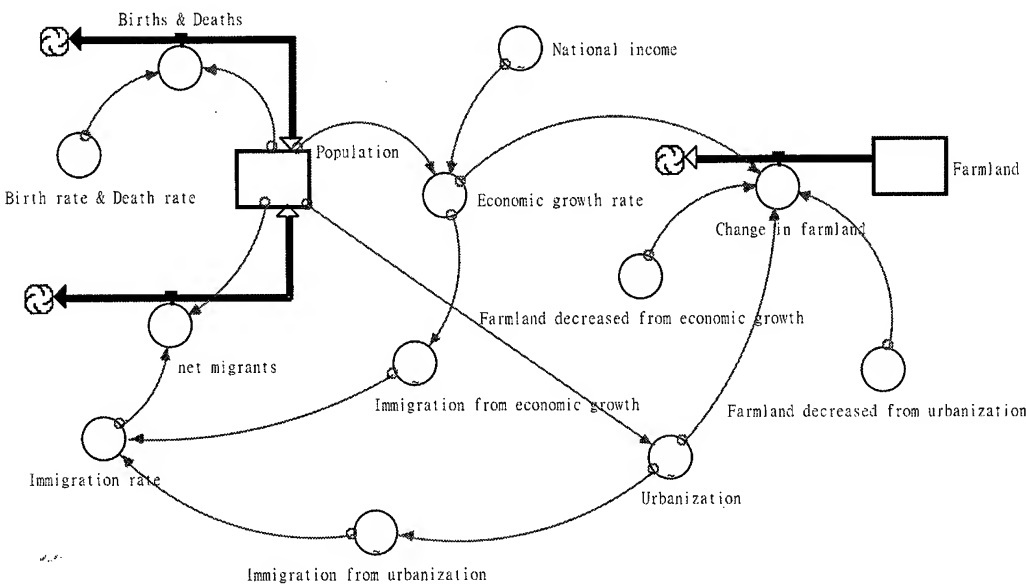 Births & Deaths
National income
Population
Farmland
Birth rate & Death rate
Economic growth rate
Change in farmland
Farmland decreased from economic growth
net migrants
Immigration from economic growth
Farmland decreased from urbanization
Immigration rate
Urbanization
Immigration from urbanization